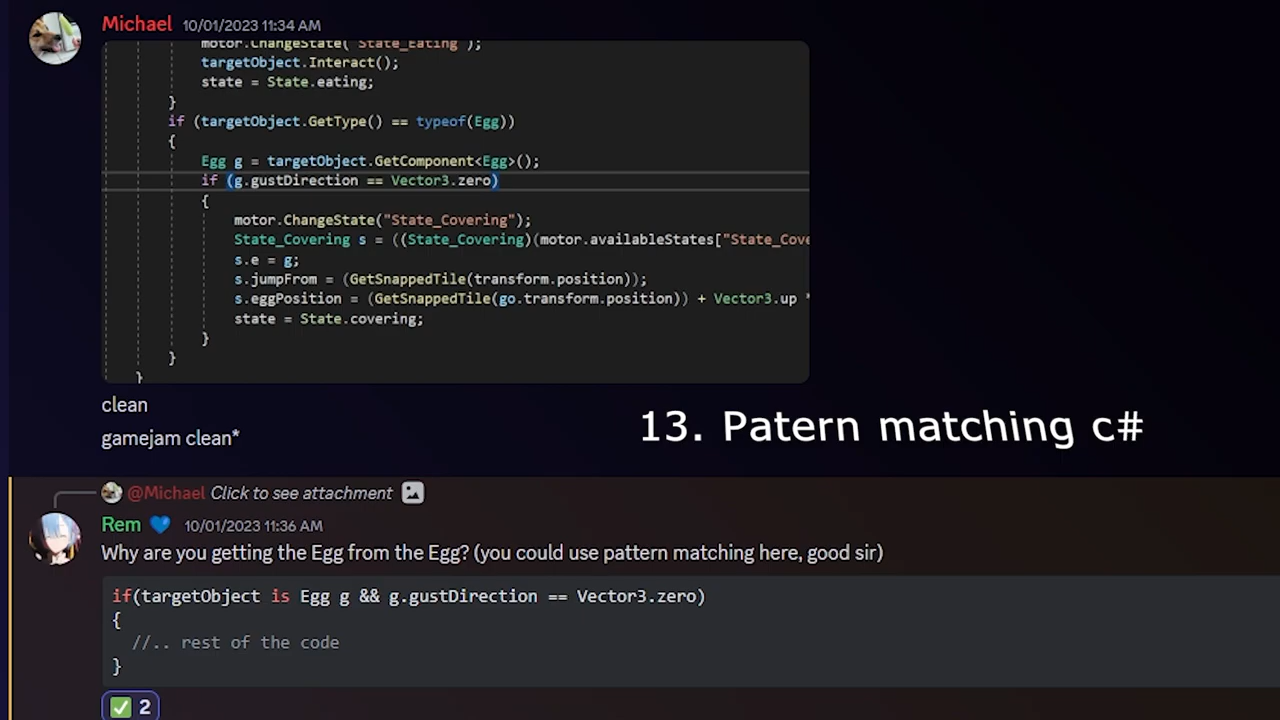 Michael 10/01/2023 11:34 AM
motor.ChangeState("State_Eating");
targetObject.Interact();
state = State.eating;
}
if (targetObject.GetType() == typeof(Egg))
{
Egg g = targetObject.GetComponent<Egg>();
if (g.gustDirection == Vector3.zero)
{
motor.ChangeState("State_Covering");
State_Covering s = ((State_Covering)(motor.availableStates["State_Cove
s.e = g;
s.jumpFrom = (GetSnappedTile(transform.position));
s.eggPosition = (GetSnappedTile(go.transform.position)) + Vector3.up *
state = State.covering;
}
}
}
clean
gamejam clean*
13. Patern matching c#
@Michael Click to see attachment
Rem 💙 10/01/2023 11:36 AM
Why are you getting the Egg from the Egg? (you could use pattern matching here, good sir)
if(targetObject is Egg g && g.gustDirection == Vector3.zero)
{
//.. rest of the code
}
✅ 2